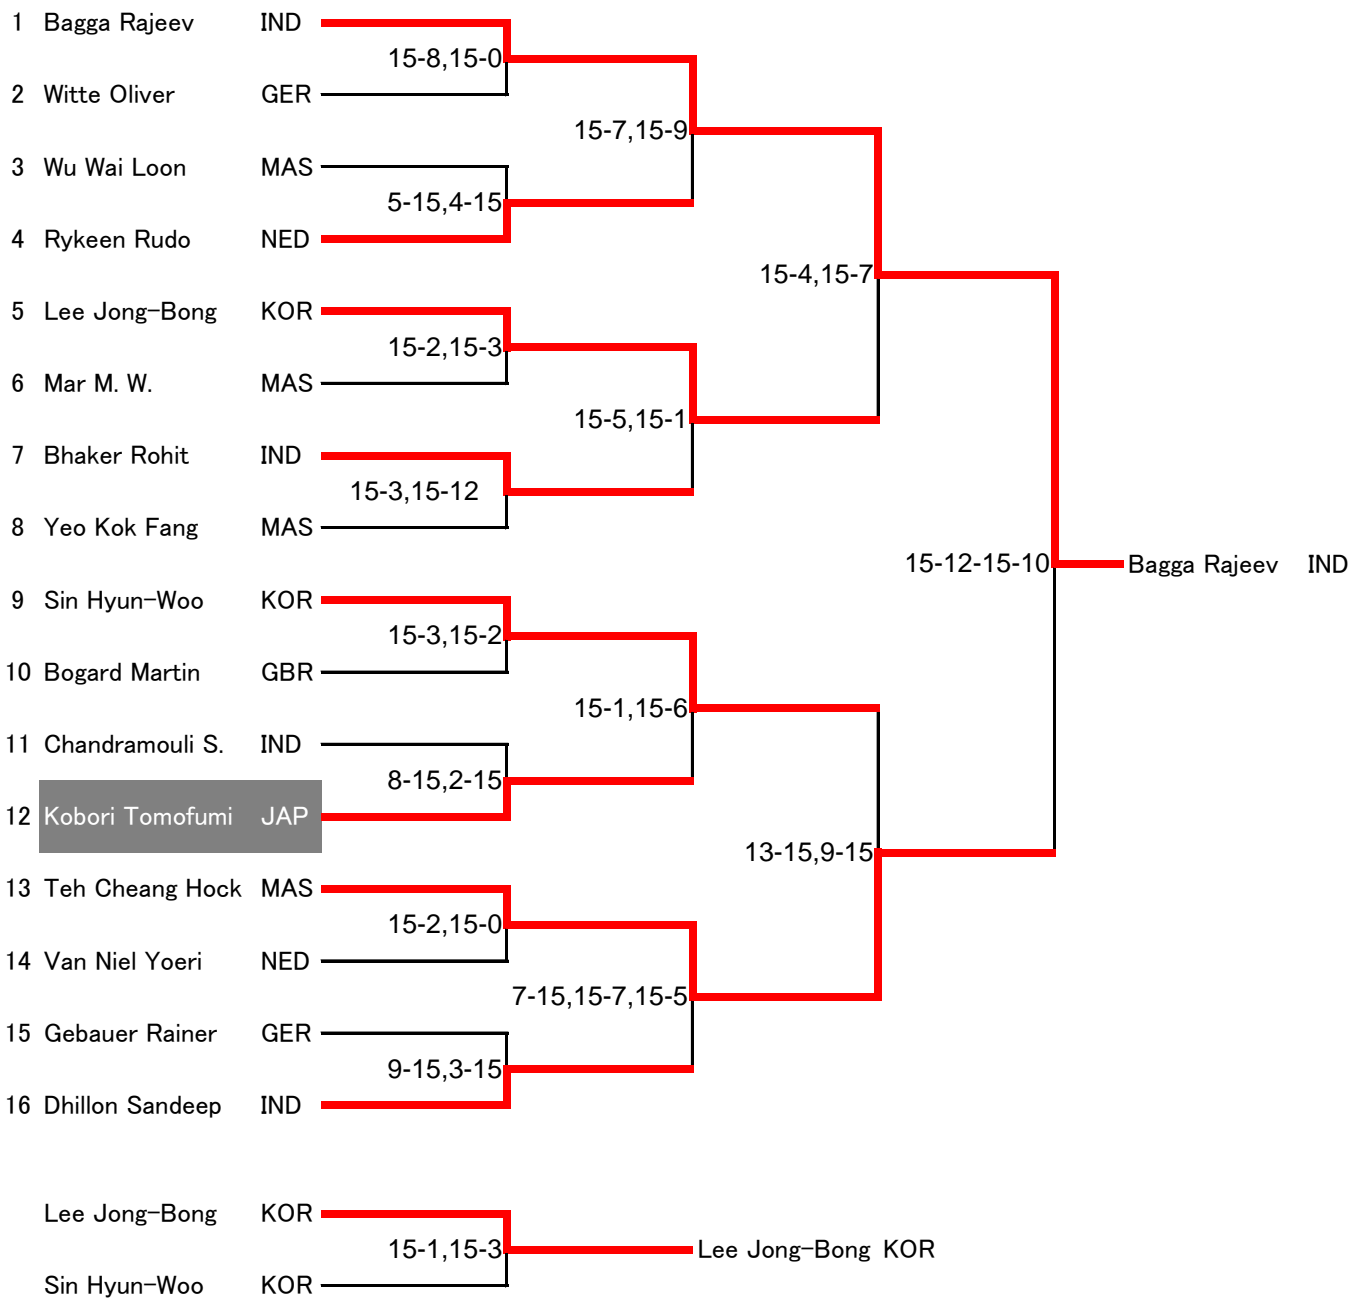 1 Bagga Rajeev IND
15-8,15-0
2 Witte Oliver GER
15-7,15-9
3 Wu Wai Loon MAS
5-15,4-15
4 Rykeen Rudo NED
15-4,15-7
5 Lee Jong-Bong KOR
15-2,15-3
6 Mar M. W. MAS
15-5,15-1
7 Bhaker Rohit IND
15-3,15-12
8 Yeo Kok Fang MAS
15-12-15-10 Bagga Rajeev IND
9 Sin Hyun-Woo KOR
15-3,15-2
10 Bogard Martin GBR
15-1,15-6
11 Chandramouli S. IND
8-15,2-15
12 Kobori Tomofumi JAP
13-15,9-15
13 Teh Cheang Hock MAS
15-2,15-0
14 Van Niel Yoeri NED
7-15,15-7,15-5
15 Gebauer Rainer GER
9-15,3-15
16 Dhillon Sandeep IND
Lee Jong-Bong KOR
15-1,15-3 Lee Jong-Bong KOR
Sin Hyun-Woo KOR